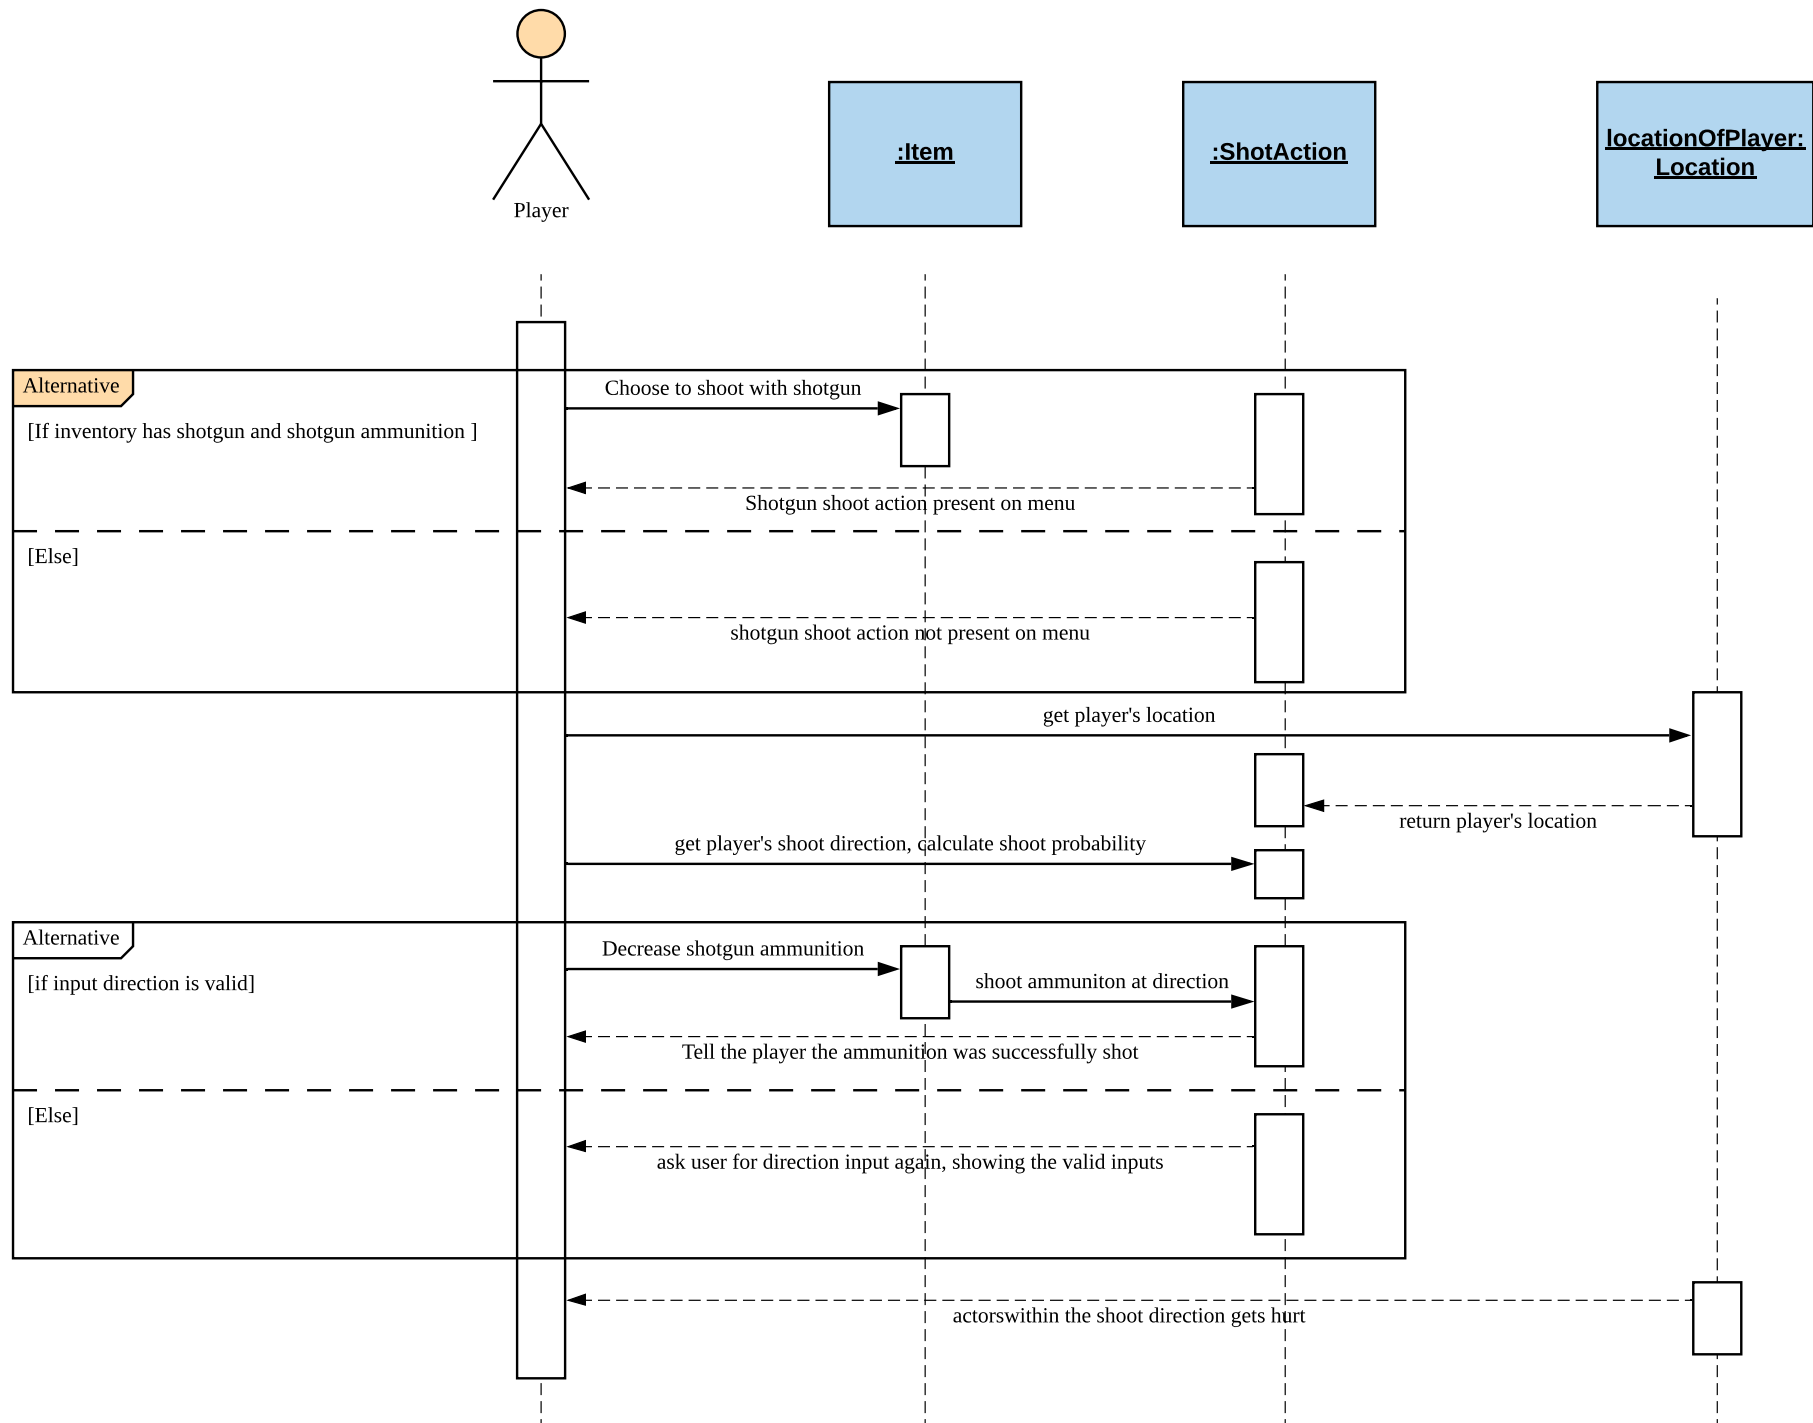 Player
:Item
:ShotAction
locationOfPlayer:
Location
Alternative
Choose to shoot with shotgun
[If inventory has shotgun and shotgun ammunition ]
Shotgun shoot action present on menu
[Else]
shotgun shoot action not present on menu
get player's location
return player's location
get player's shoot direction, calculate shoot probability
Alternative
Decrease shotgun ammunition
[if input direction is valid]
shoot ammuniton at direction
Tell the player the ammunition was successfully shot
[Else]
ask user for direction input again, showing the valid inputs
actorswithin the shoot direction gets hurt